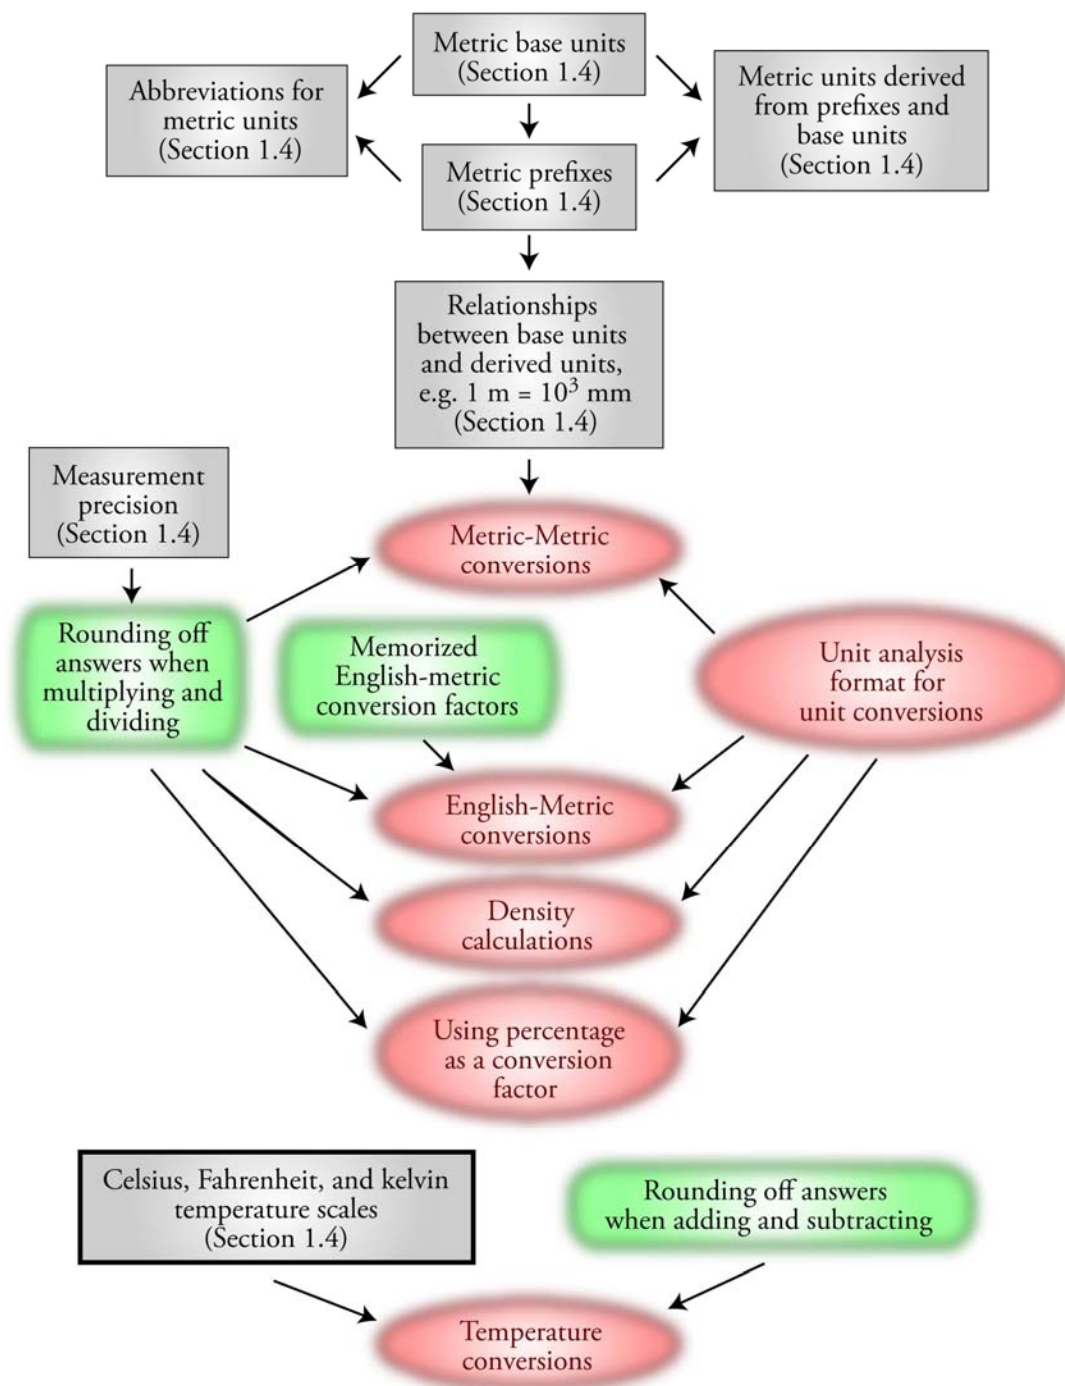 Metric base units
(Section 1.4)
Abbreviations for
metric units
(Section 1.4)
Metric units derived
from prefixes and
base units
(Section 1.4)
Metric prefixes
(Section 1.4)
Relationships
between base units
and derived units,
e.g. 1 m = 10³ mm
(Section 1.4)
Measurement
precision
(Section 1.4)
Metric-Metric
conversions
Rounding off
answers when
multiplying and
dividing
Memorized
English-metric
conversion factors
Unit analysis
format for
unit conversions
English-Metric
conversions
Density
calculations
Using percentage
as a conversion
factor
Celsius, Fahrenheit, and kelvin
temperature scales
(Section 1.4)
Rounding off answers
when adding and subtracting
Temperature
conversions